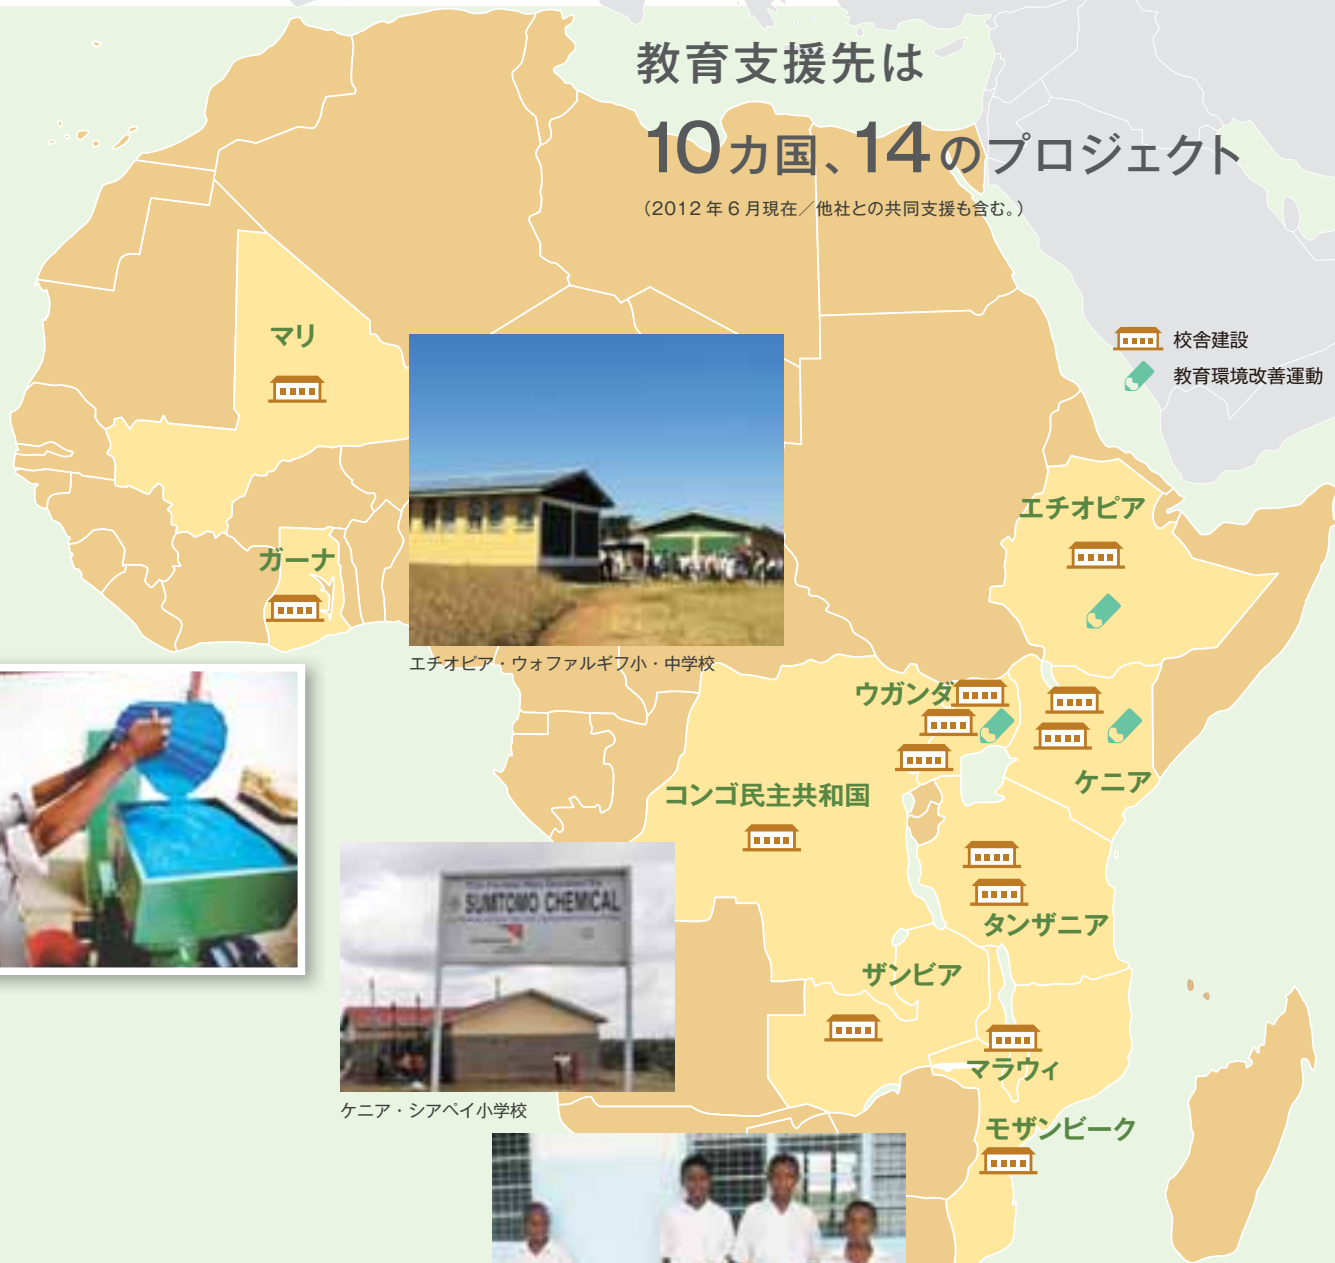 教育支援先は
10カ国、14のプロジェクト
（2012年6月現在／他社との共同支援も含む。）
校舎建設
教育環境改善運動
マリ
ガーナ
エチオピア
エチオピア・ウォファルギフ小・中学校
ウガンダ
ケニア
コンゴ民主共和国
タンザニア
SUMTOMO CHEMICAL
ザンビア
マラウィ
ケニア・シアペイ小学校
モザンビーク